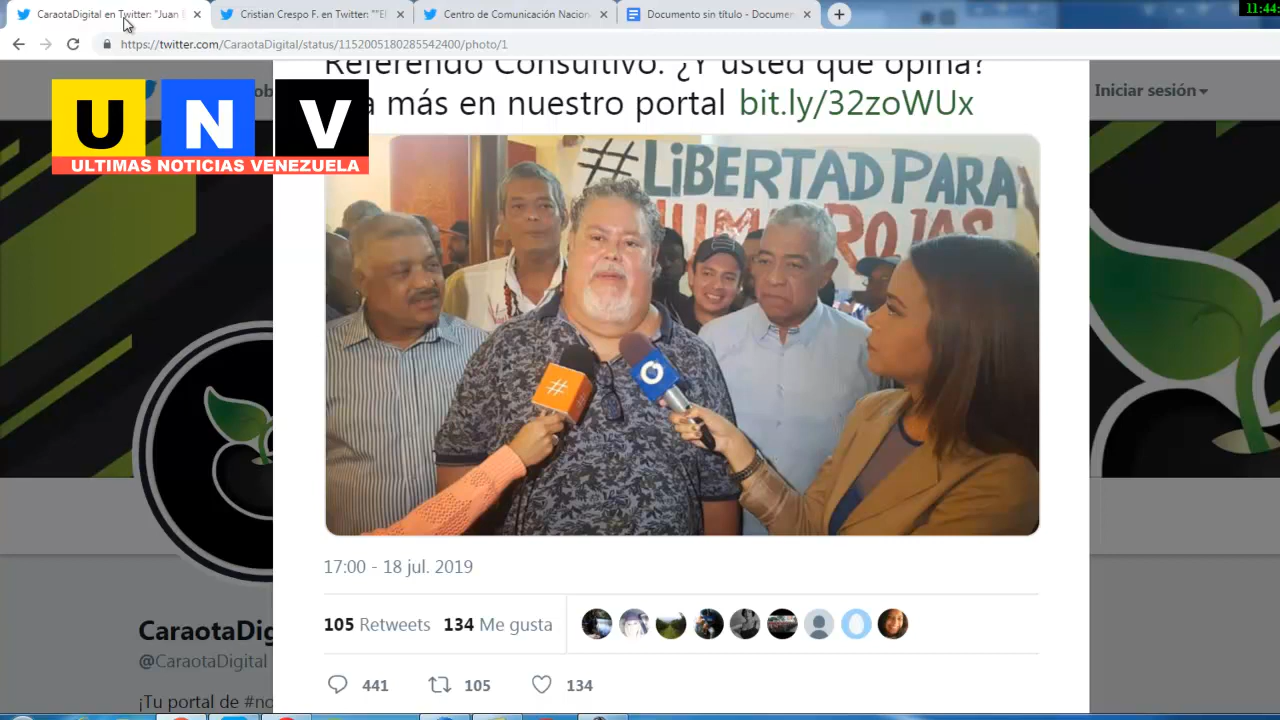 CaraotaDigital en Twitter: "Juan
Cristian Crespo F. en Twitter: ""El
Centro de Comunicación Nacion
Documento sin título - Documen
11:44:
https://twitter.com/CaraotaDigital/status/1152005180285542400/photo/1
Referendo Consultivo. ¿Y usted qué opina?
más en nuestro portal bit.ly/32zoWUx
Iniciar sesión
UNV
ULTIMAS NOTICIAS VENEZUELA
#LiBERTAD PARA
ROJAS
#
17:00 - 18 jul. 2019
105 Retweets 134 Me gusta
441 105 134
CaraotaDig
@CaraotaDigital
¡Tu portal de #no